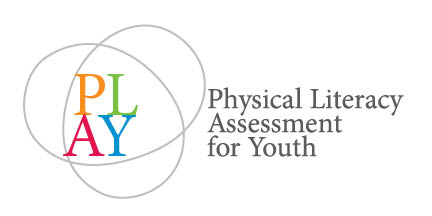 PL
AY
Physical Literacy
Assessment
for Youth